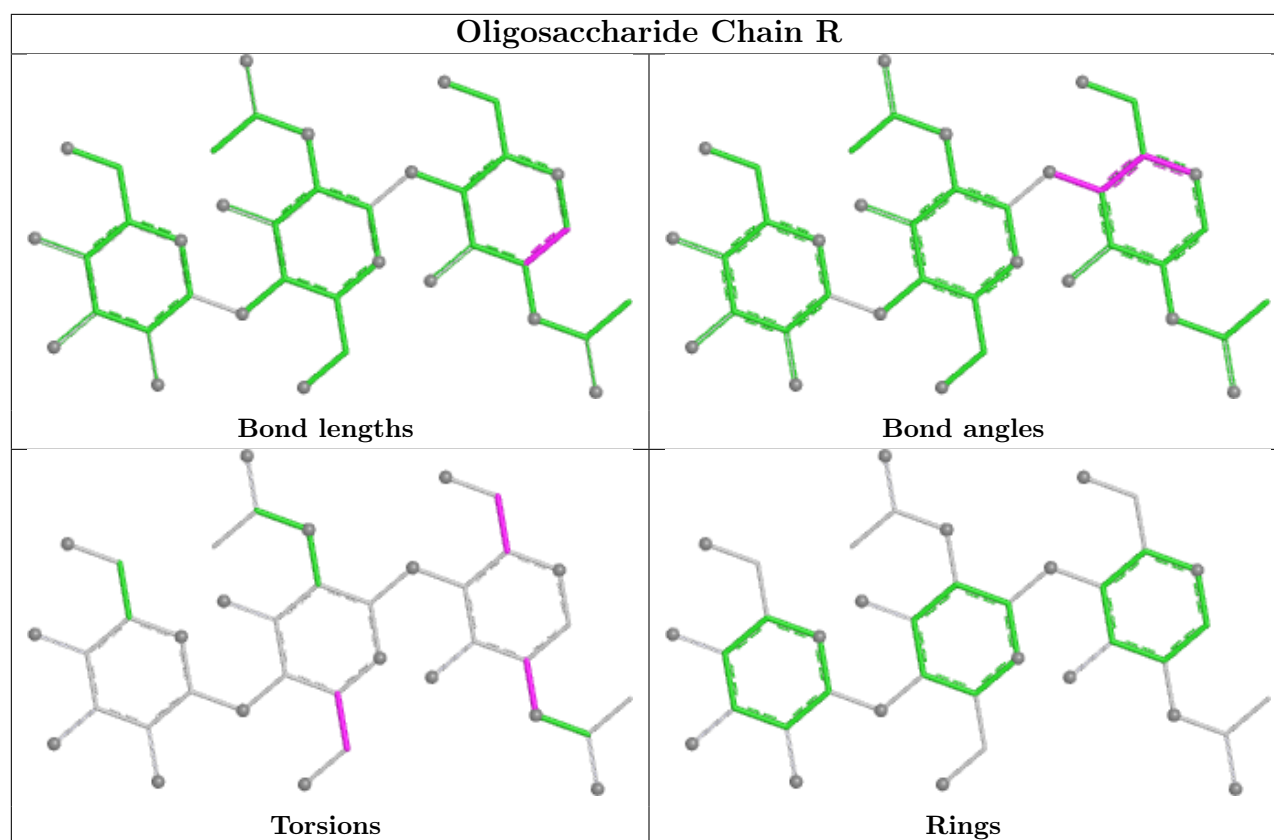 Oligosaccharide Chain R
Bond lengths
Bond angles
Torsions
Rings